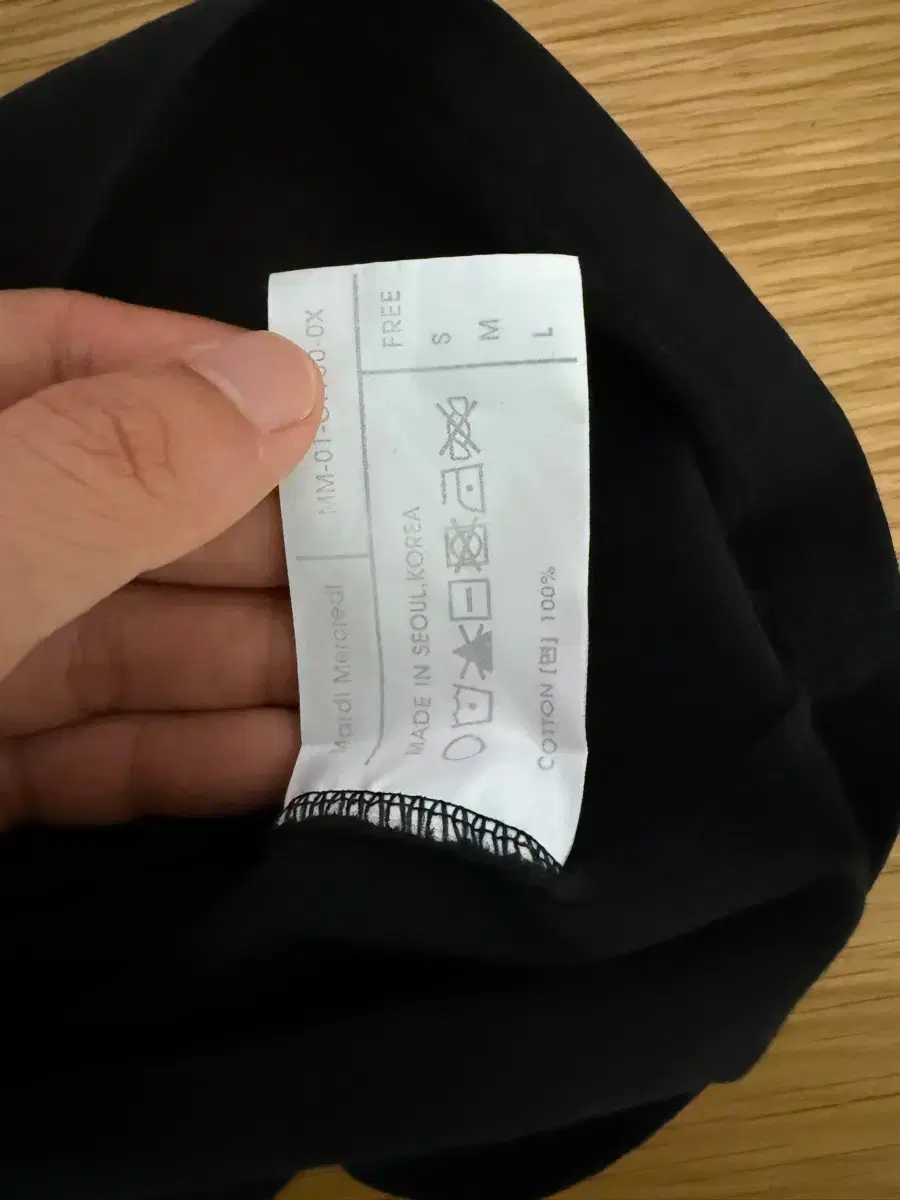 Mardi Mercredi
MADE IN SEOUL.KOREA
COTTON [면] 100%
FREE
S
M
L